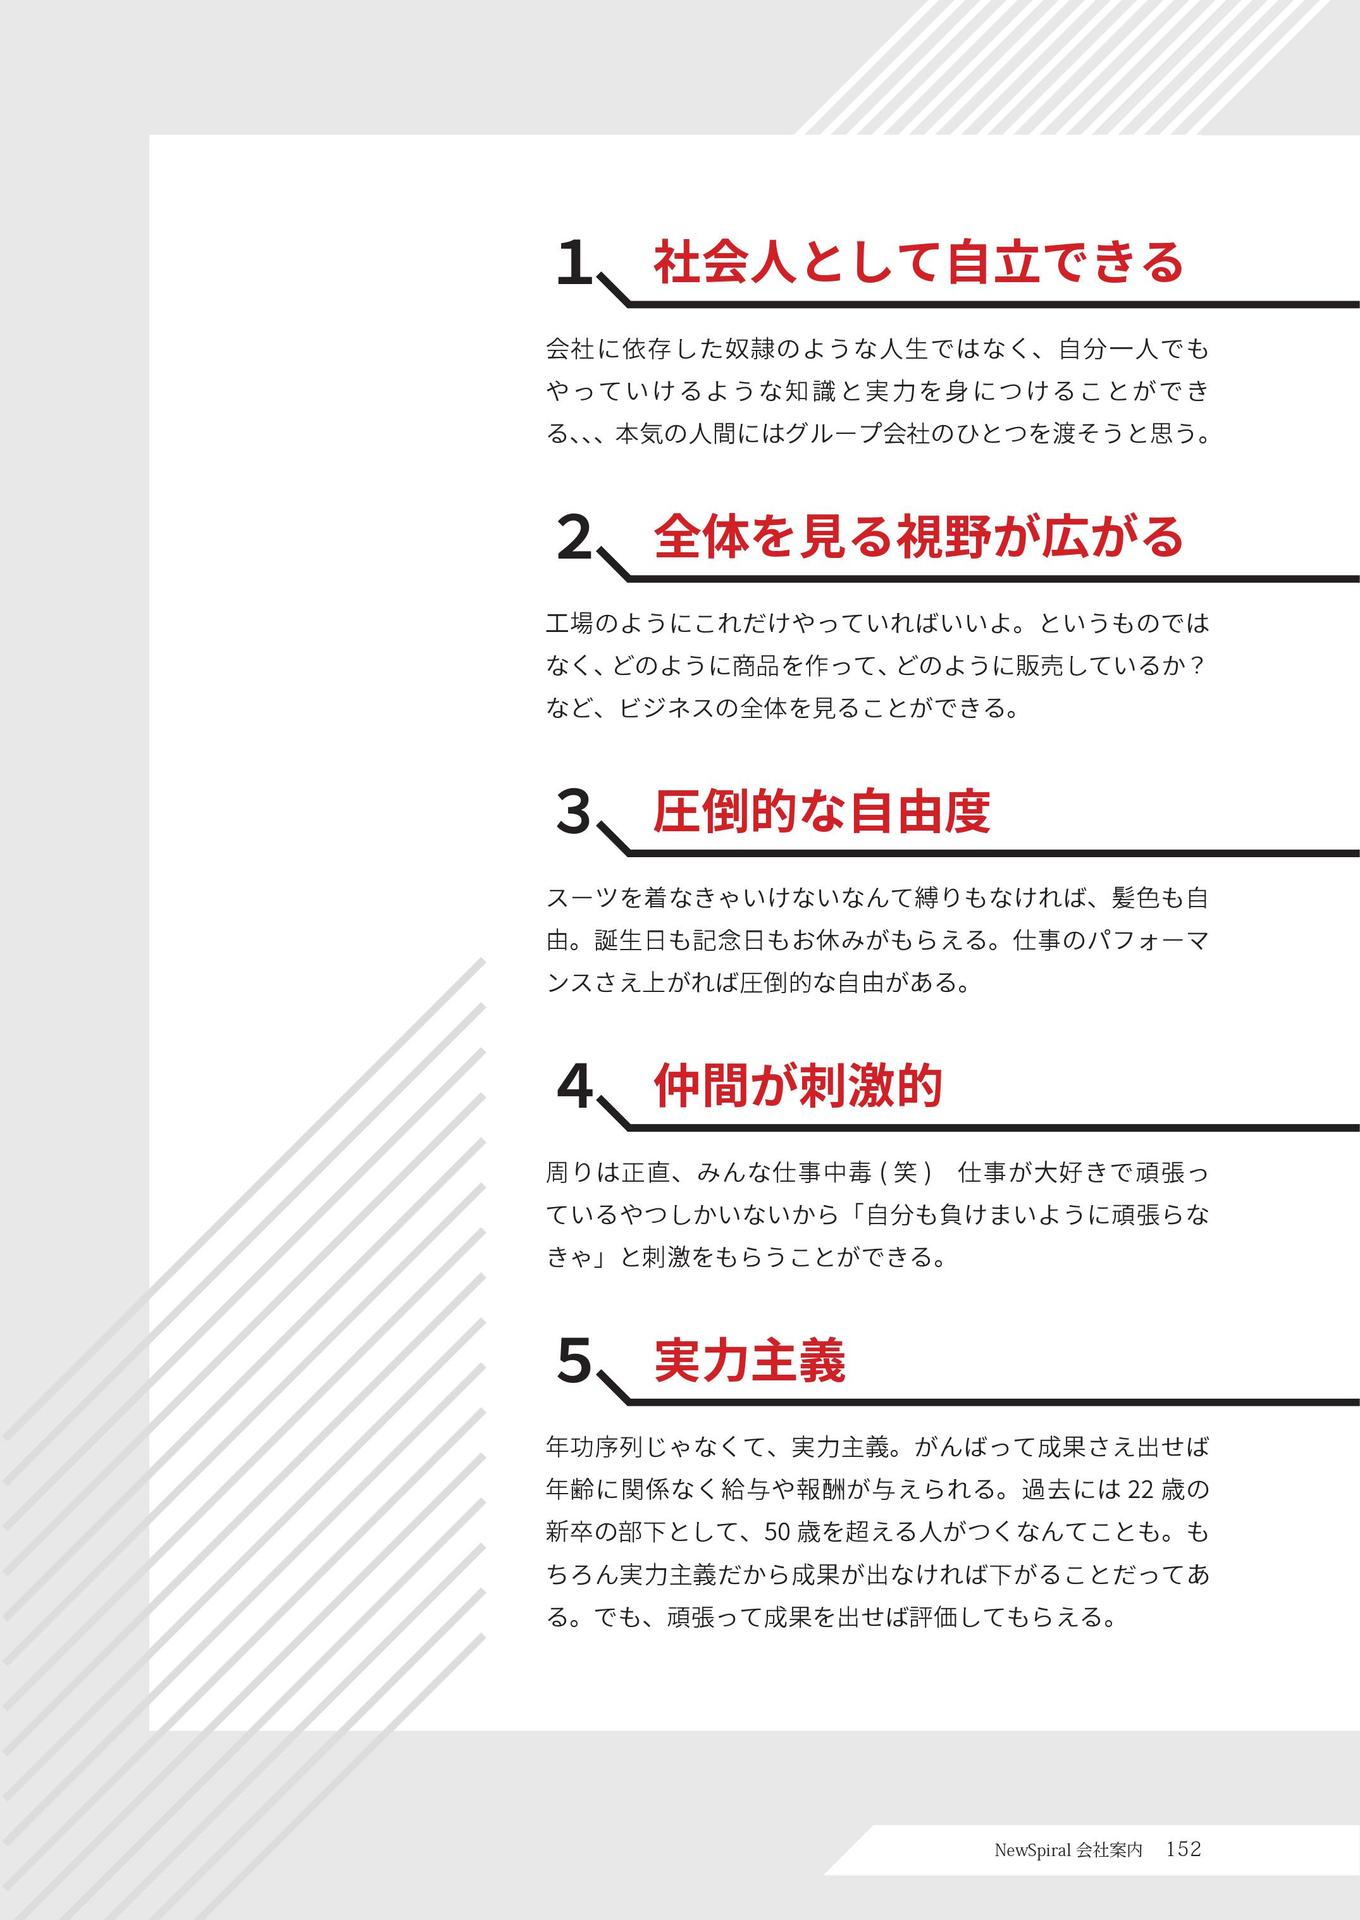 1 社会人として自立できる
会社に依存した奴隷のような人生ではなく、自分一人でも
やっていけるような知識と実力を身につけることができ
る、、、本気の人間にはグループ会社のひとつを渡そうと思う。
2 全体を見る視野が広がる
工場のようにこれだけやっていればいいよ。というものでは
なく、どのように商品を作って、どのように販売しているか？
など、ビジネスの全体を見ることができる。
3 圧倒的な自由度
スーツを着なきゃいけないなんて縛りもなければ、髪色も自
由。誕生日も記念日もお休みがもらえる。仕事のパフォーマ
ンスさえ上がれば圧倒的な自由がある。
4 仲間が刺激的
周りは正直、みんな仕事中毒 ( 笑 )　仕事が大好きで頑張っ
ているやつしかいないから「自分も負けまいように頑張らな
きゃ」と刺激をもらうことができる。
5 実力主義
年功序列じゃなくて、実力主義。がんばって成果さえ出せば
年齢に関係なく給与や報酬が与えられる。過去には 22 歳の
新卒の部下として、50 歳を超える人がつくなんてことも。も
ちろん実力主義だから成果が出なければ下がることだってあ
る。でも、頑張って成果を出せば評価してもらえる。
NewSpiral 会社案内　152